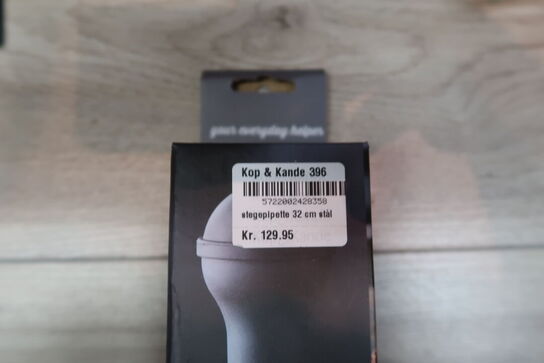 your everyday helper
Kop & Kande 396
5722002428358
stegepipette 32 cm stål
Kr. 129.95